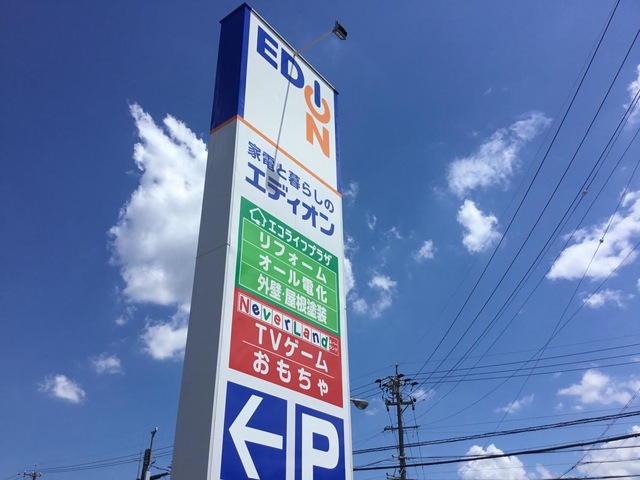 EDION
家電と暮らしの
エディオン
エコライフプラザ
リフォーム
オール電化
外壁・屋根塗装
NeverLand
TVゲーム
おもちゃ
← P